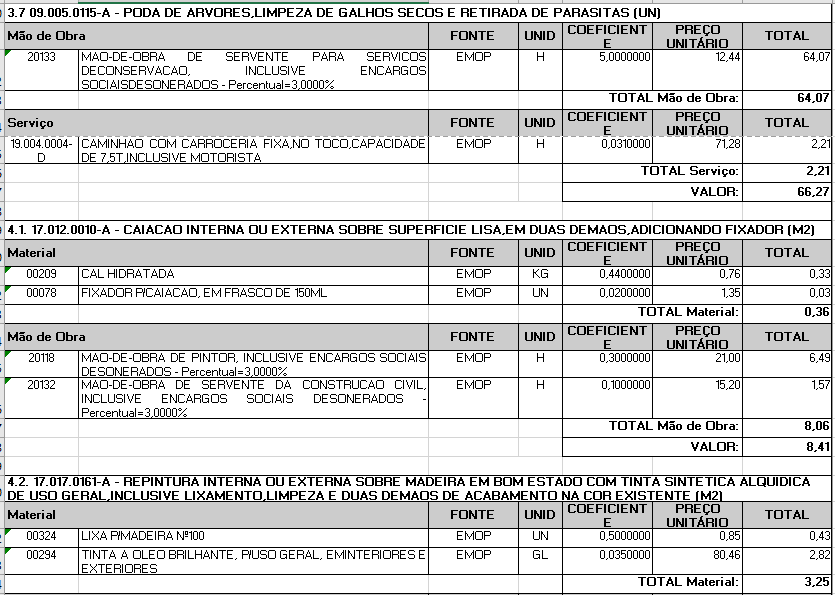 3.7 09.005.0115-A - PODA DE ARVORES,LIMPEZA DE GALHOS SECOS E RETIRADA DE PARASITAS (UN)
Mão de Obra FONTE UNID COEFICIENT E PREÇO UNITÁRIO TOTAL
20133 MAO-DE-OBRA DE SERVENTE PARA SERVICOS EMOP H 5,0000000 12,44 64,07
DECONSERVACAO, INCLUSIVE ENCARGOS
SOCIAISDESONERADOS - Percentual=3,0000%
TOTAL Mão de Obra: 64,07
Serviço FONTE UNID COEFICIENT E PREÇO UNITÁRIO TOTAL
19.004.0004-D CAMINHAO COM CARROCERIA FIXA,NO TOCO,CAPACIDADE EMOP H 0,0310000 71,28 2,21
DE 7,5T,INCLUSIVE MOTORISTA
TOTAL Serviço: 2,21
VALOR: 66,27
4.1. 17.012.0010-A - CAIACAO INTERNA OU EXTERNA SOBRE SUPERFICIE LISA,EM DUAS DEMAOS,ADICIONANDO FIXADOR (M2)
Material FONTE UNID COEFICIENT E PREÇO UNITÁRIO TOTAL
00209 CAL HIDRATADA EMOP KG 0,4400000 0,76 0,33
00078 FIXADOR P/CAIACAO, EM FRASCO DE 150ML EMOP UN 0,0200000 1,35 0,03
TOTAL Material: 0,36
Mão de Obra FONTE UNID COEFICIENT E PREÇO UNITÁRIO TOTAL
20118 MAO-DE-OBRA DE PINTOR, INCLUSIVE ENCARGOS SOCIAIS EMOP H 0,3000000 21,00 6,49
DESONERADOS - Percentual=3,0000%
20132 MAO-DE-OBRA DE SERVENTE DA CONSTRUCAO CIVIL, EMOP H 0,1000000 15,20 1,57
INCLUSIVE ENCARGOS SOCIAIS DESONERADOS -
Percentual=3,0000%
TOTAL Mão de Obra: 8,06
VALOR: 8,41
4.2. 17.017.0161-A - REPINTURA INTERNA OU EXTERNA SOBRE MADEIRA EM BOM ESTADO COM TINTA SINTETICA ALQUIDICA
DE USO GERAL,INCLUSIVE LIXAMENTO,LIMPEZA E DUAS DEMAOS DE ACABAMENTO NA COR EXISTENTE (M2)
Material FONTE UNID COEFICIENT E PREÇO UNITÁRIO TOTAL
00324 LIXA P/MADEIRA Nº100 EMOP UN 0,5000000 0,85 0,43
00294 TINTA A OLEO BRILHANTE, P/USO GERAL, EMINTERIORES E EMOP GL 0,0350000 80,46 2,82
EXTERIORES
TOTAL Material: 3,25